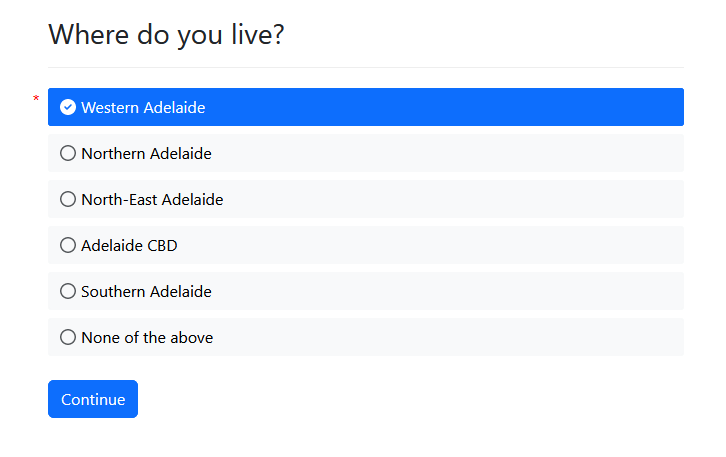 Where do you live?
*
Western Adelaide
Northern Adelaide
North-East Adelaide
Adelaide CBD
Southern Adelaide
None of the above
Continue